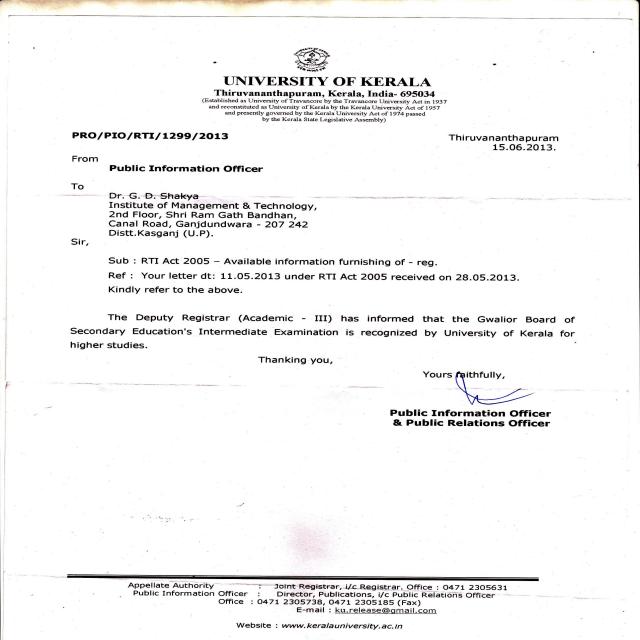 UNIVERSITY OF KERALA
Thiruvananthapuram, Kerala, India- 695034
(Established as University of Travancore by the Travancore University Act in 1937
and reconstituted as University of Kerala by the Kerala University Act of 1957
and presently governed by the Kerala University Act of 1974 passed
by the Kerala State Legislative Assembly)
PRO/PIO/RTI/1299/2013
Thiruvananthapuram
15.06.2013.
From
Public Information Officer
To
Dr. G. D. Shakya
Institute of Management & Technology,
2nd Floor, Shri Ram Gath Bandhan,
Canal Road, Ganjdundwara - 207 242
Distt.Kasganj (U.P).
Sir,
Sub : RTI Act 2005 – Available information furnishing of - reg.
Ref : Your letter dt: 11.05.2013 under RTI Act 2005 received on 28.05.2013.
Kindly refer to the above.
The Deputy Registrar (Academic - III) has informed that the Gwalior Board of
Secondary Education's Intermediate Examination is recognized by University of Kerala for
higher studies.
Thanking you,
Yours faithfully,
Public Information Officer
& Public Relations Officer
Appellate Authority : Joint Registrar, i/c Registrar. Office : 0471 2305631
Public Information Officer : Director, Publications, i/c Public Relations Officer
Office : 0471 2305738, 0471 2305185 (Fax)
E-mail : ku.release@gmail.com
Website : www.keralauniversity.ac.in